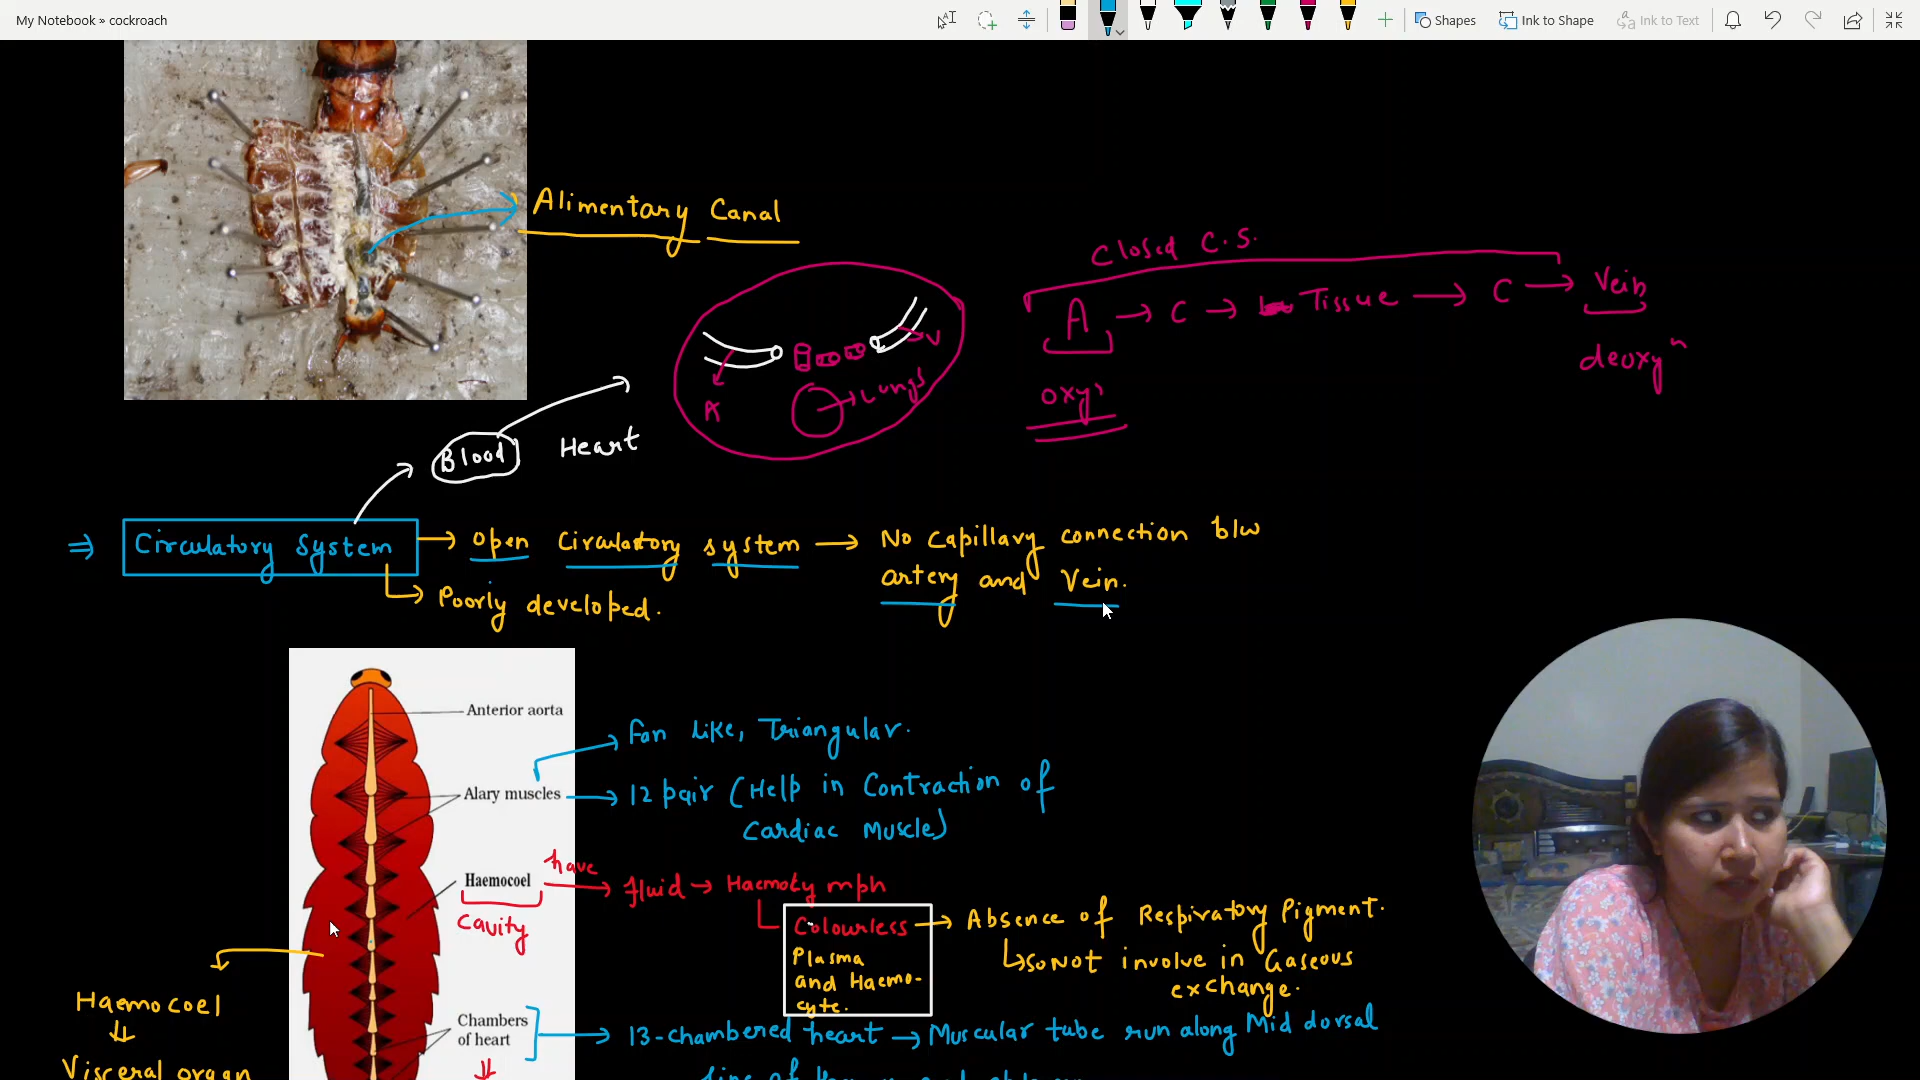 My Notebook » cockroach
Shapes
Ink to Shape
Ink to Text
Alimentary Canal
Closed C.S.
A → C → Tissue → C → Vein
oxy'
deoxyⁿ
A
V
Lungs
Blood
Heart
⇒ Circulatory System → Open Circulatory system → No Capillary connection b/w
artery and Vein.
Poorly developed.
Anterior aorta
Fan like, Triangular.
Alary muscles → 12 pair (Help in Contraction of
Cardiac Muscle)
Haemocoel have → fluid → Haemolymph
Cavity
Colourless → Absence of Respiratory Pigment.
Plasma
and Haemo-
cyte.
↳ so not involve in Gaseous
exchange.
Haemocoel
⇓
Visceral organ
Chambers
of heart
→ 13-chambered heart → Muscular tube run along Mid dorsal